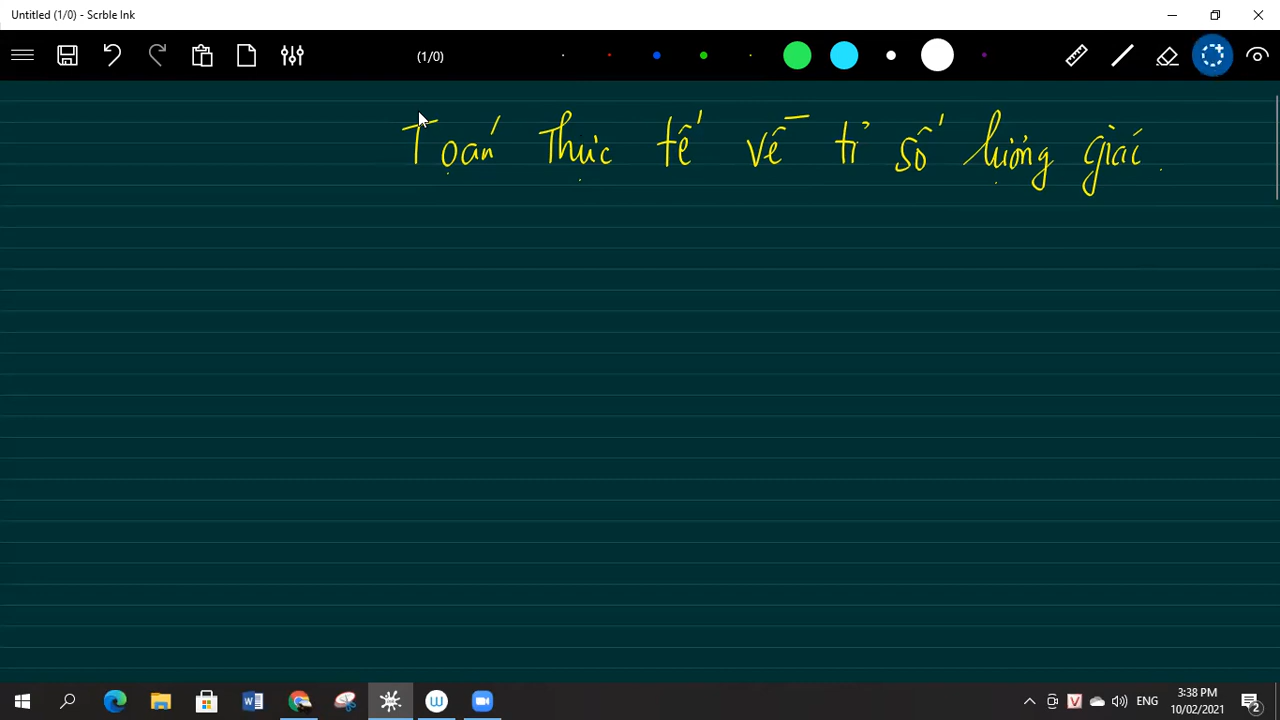 Untitled (1/0) - Scrble Ink
(1/0)
Toán thực tế về tỉ số lượng giác.
ENG
3:38 PM
10/02/2021
2